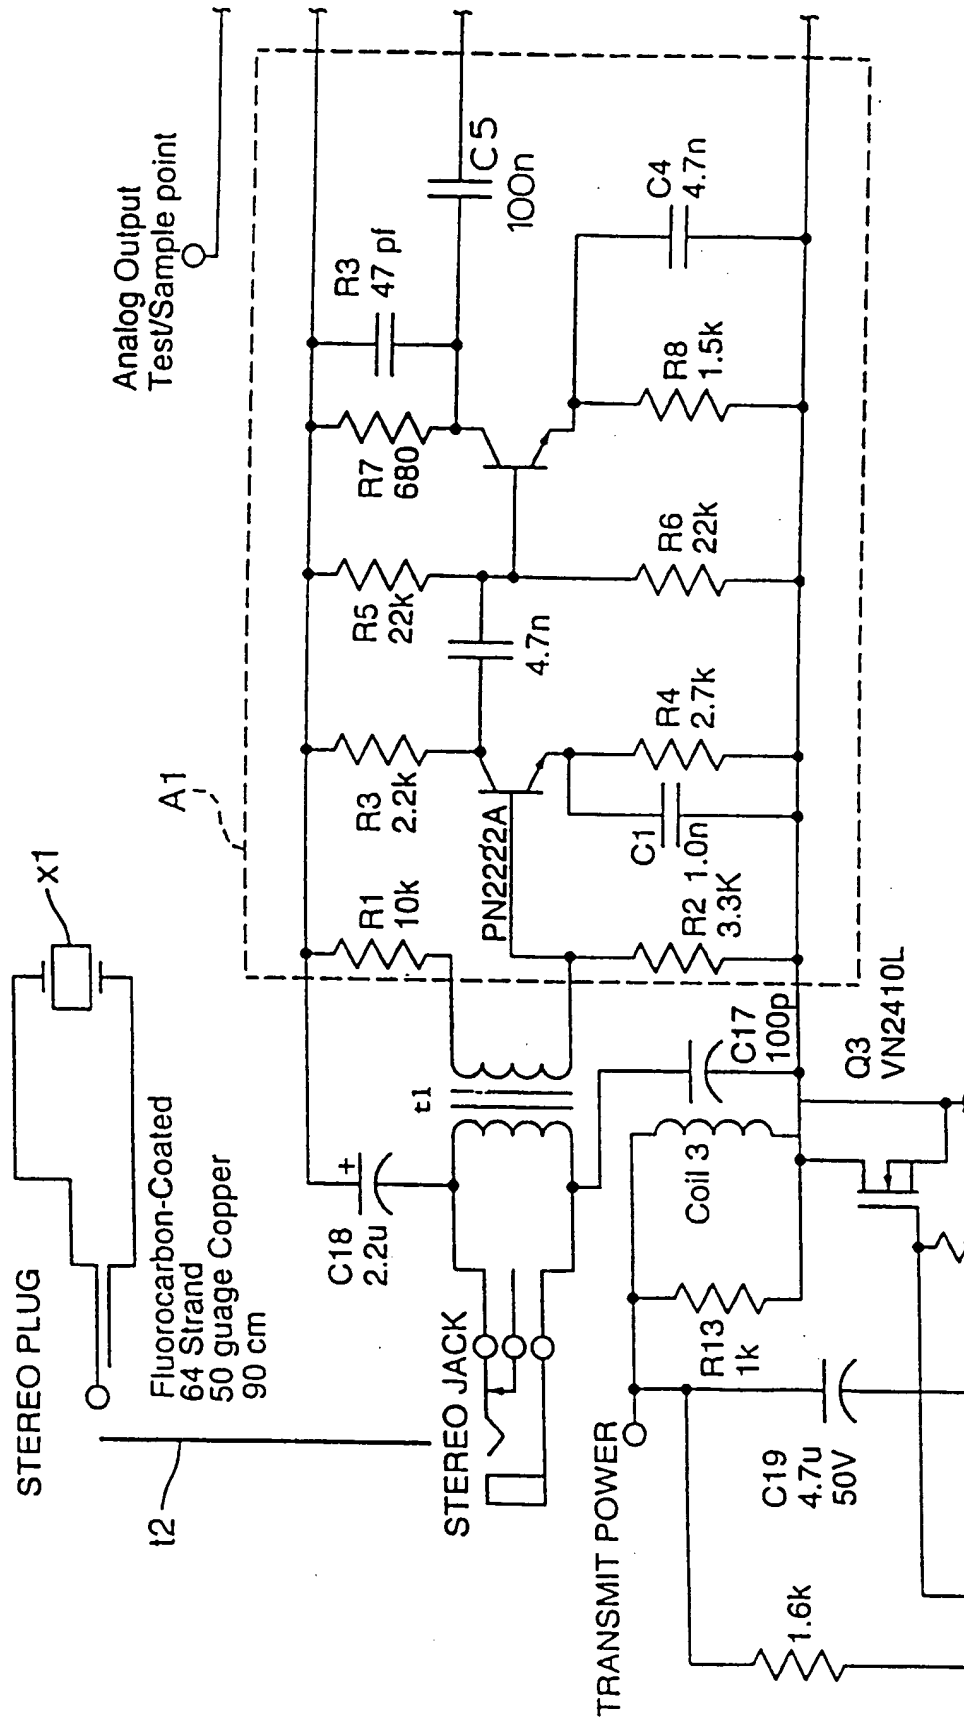 STEREO PLUG
Fluorocarbon-Coated
64 Strand
50 guage Copper
90 cm
x1
t2
Analog Output
Test/Sample point
A1
STEREO JACK
C18
2.2u
+
t1
R1
10k
R3
2.2k
R5
22k
R7
680
R3
47 pf
C5
100n
PN2222A
4.7n
R2
3.3K
C1
1.0n
R4
2.7k
R6
22k
R8
1.5k
C4
4.7n
C17
100p
TRANSMIT POWER
Coil 3
R13
1k
C19
4.7u
50V
1.6k
Q3
VN2410L